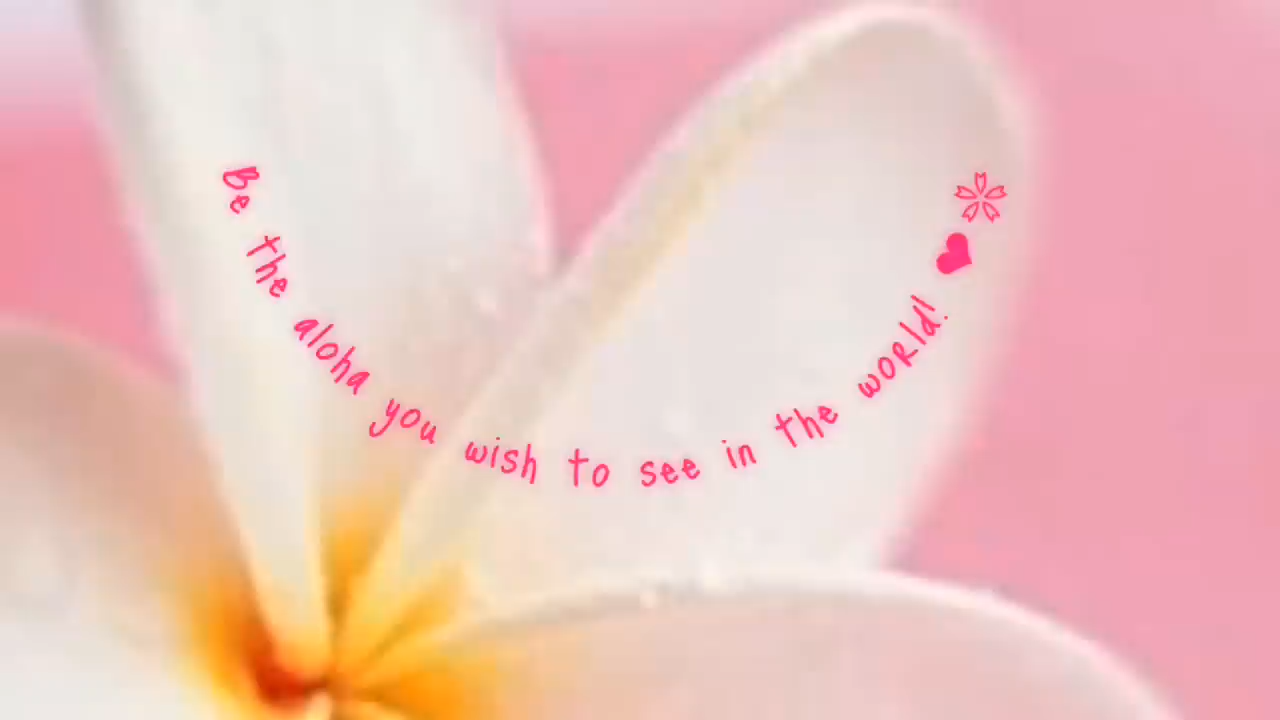 Be the aloha you wish to see in the world! ❤ 🌸